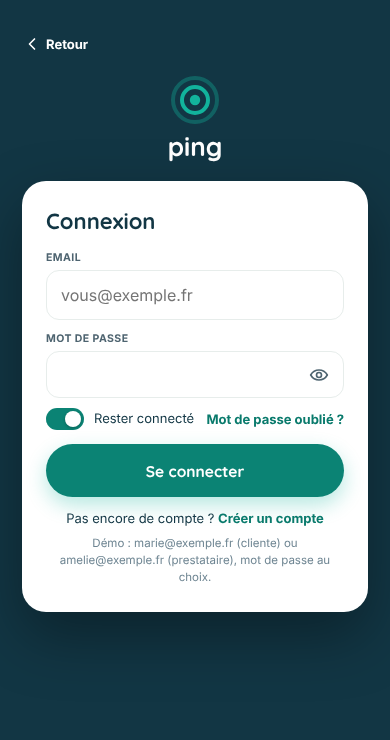 Retour
ping
Connexion
EMAIL
vous@exemple.fr
MOT DE PASSE
Rester connecté Mot de passe oublié ?
Se connecter
Pas encore de compte ? Créer un compte
Démo : marie@exemple.fr (cliente) ou
amelie@exemple.fr (prestataire), mot de passe au
choix.